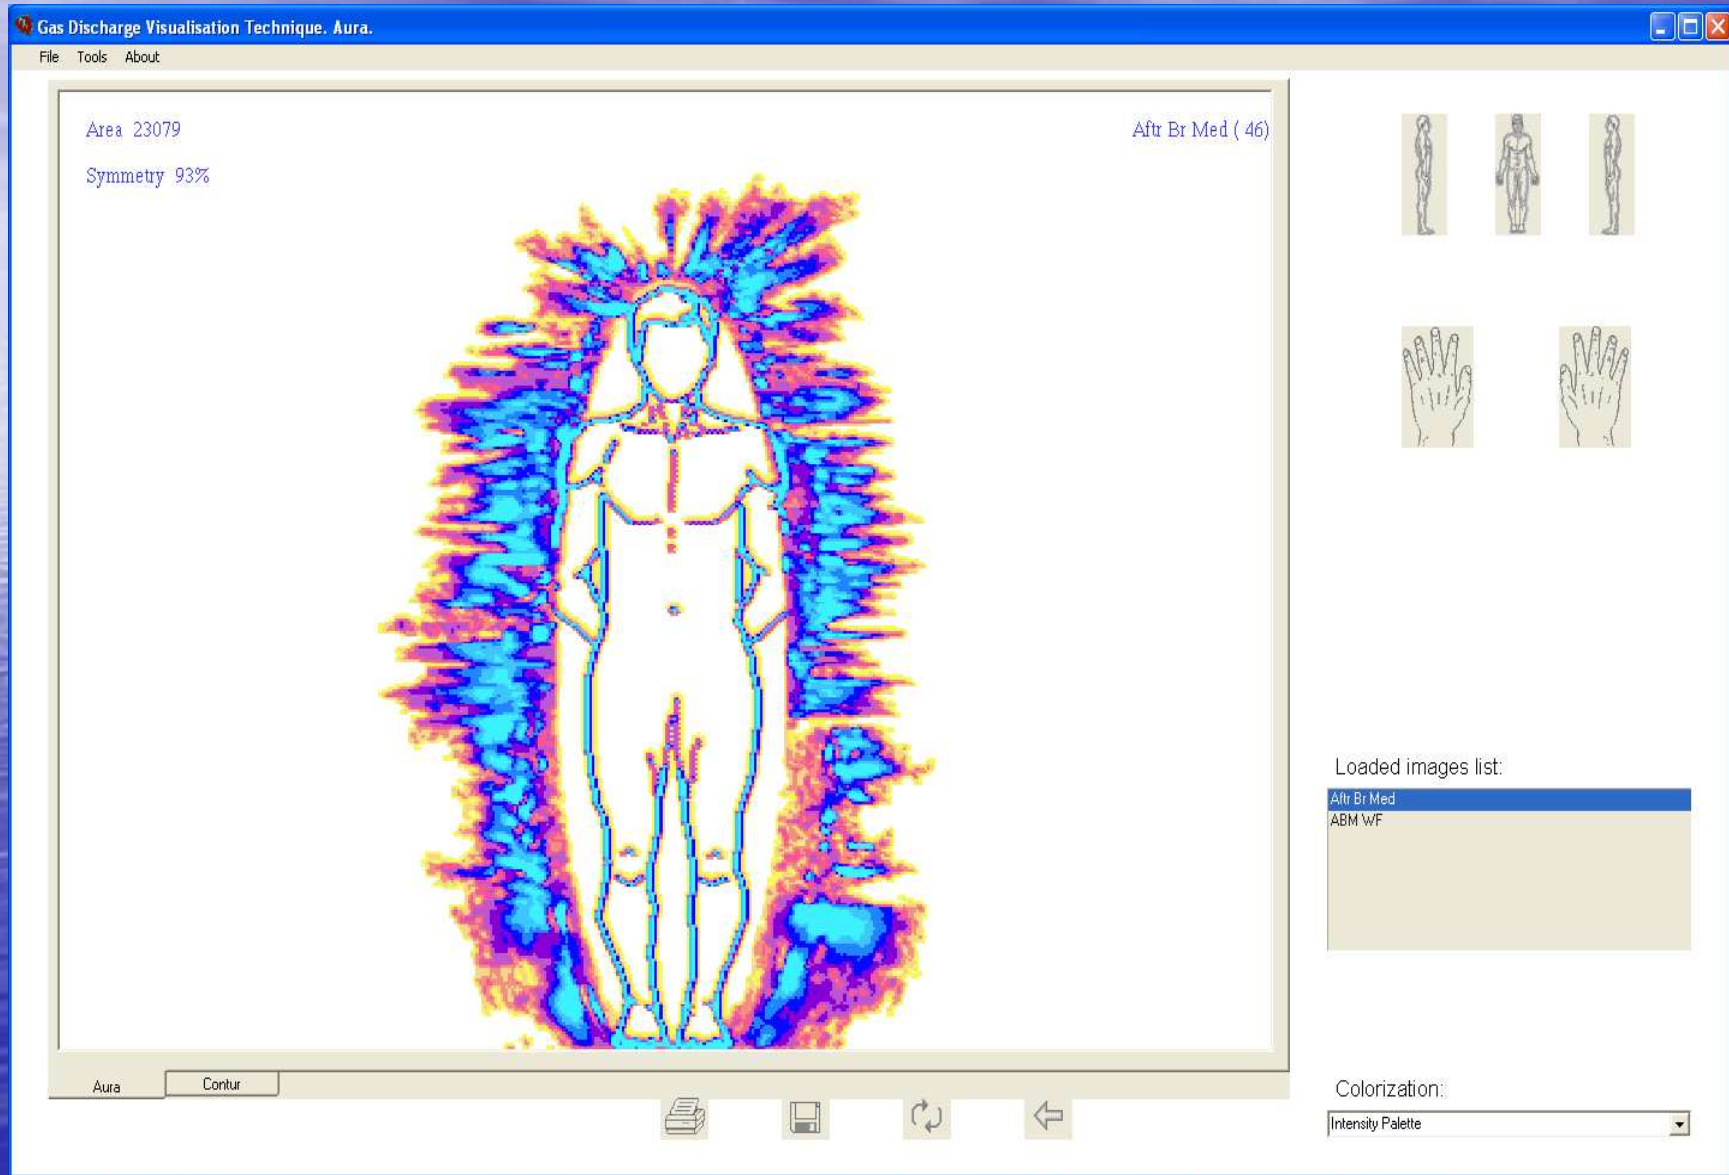 Gas Discharge Visualisation Technique. Aura.
File Tools About
Area 23079
Aftr Br Med ( 46)
Symmetry 93%
Loaded images list:
Aftr Br Med
ABM WF
Aura
Contur
Colorization:
Intensity Palette